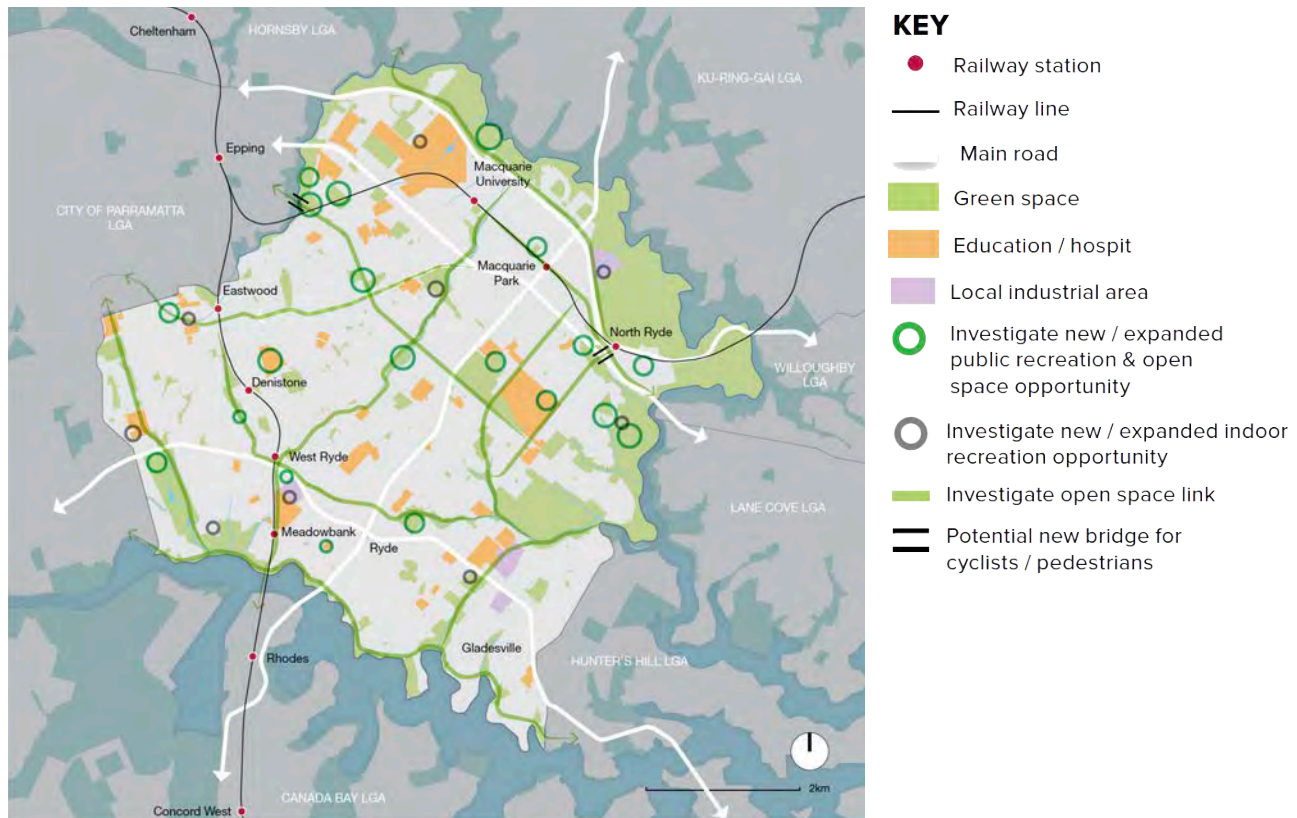 Cheltenham
HORNSBY LGA
KU-RING-GAI LGA
Epping
Macquarie
University
CITY OF PARRAMATTA
LGA
Macquarie
Park
Eastwood
North Ryde
WILLOUGHBY
LGA
Denistone
West Ryde
LANE COVE LGA
Meadowbank
Ryde
Gladesville
Rhodes
HUNTER'S HILL LGA
2km
CANADA BAY LGA
Concord West
KEY
Railway station
Railway line
Main road
Green space
Education / hospit
Local industrial area
Investigate new / expanded
public recreation & open
space opportunity
Investigate new / expanded indoor
recreation opportunity
Investigate open space link
Potential new bridge for
cyclists / pedestrians